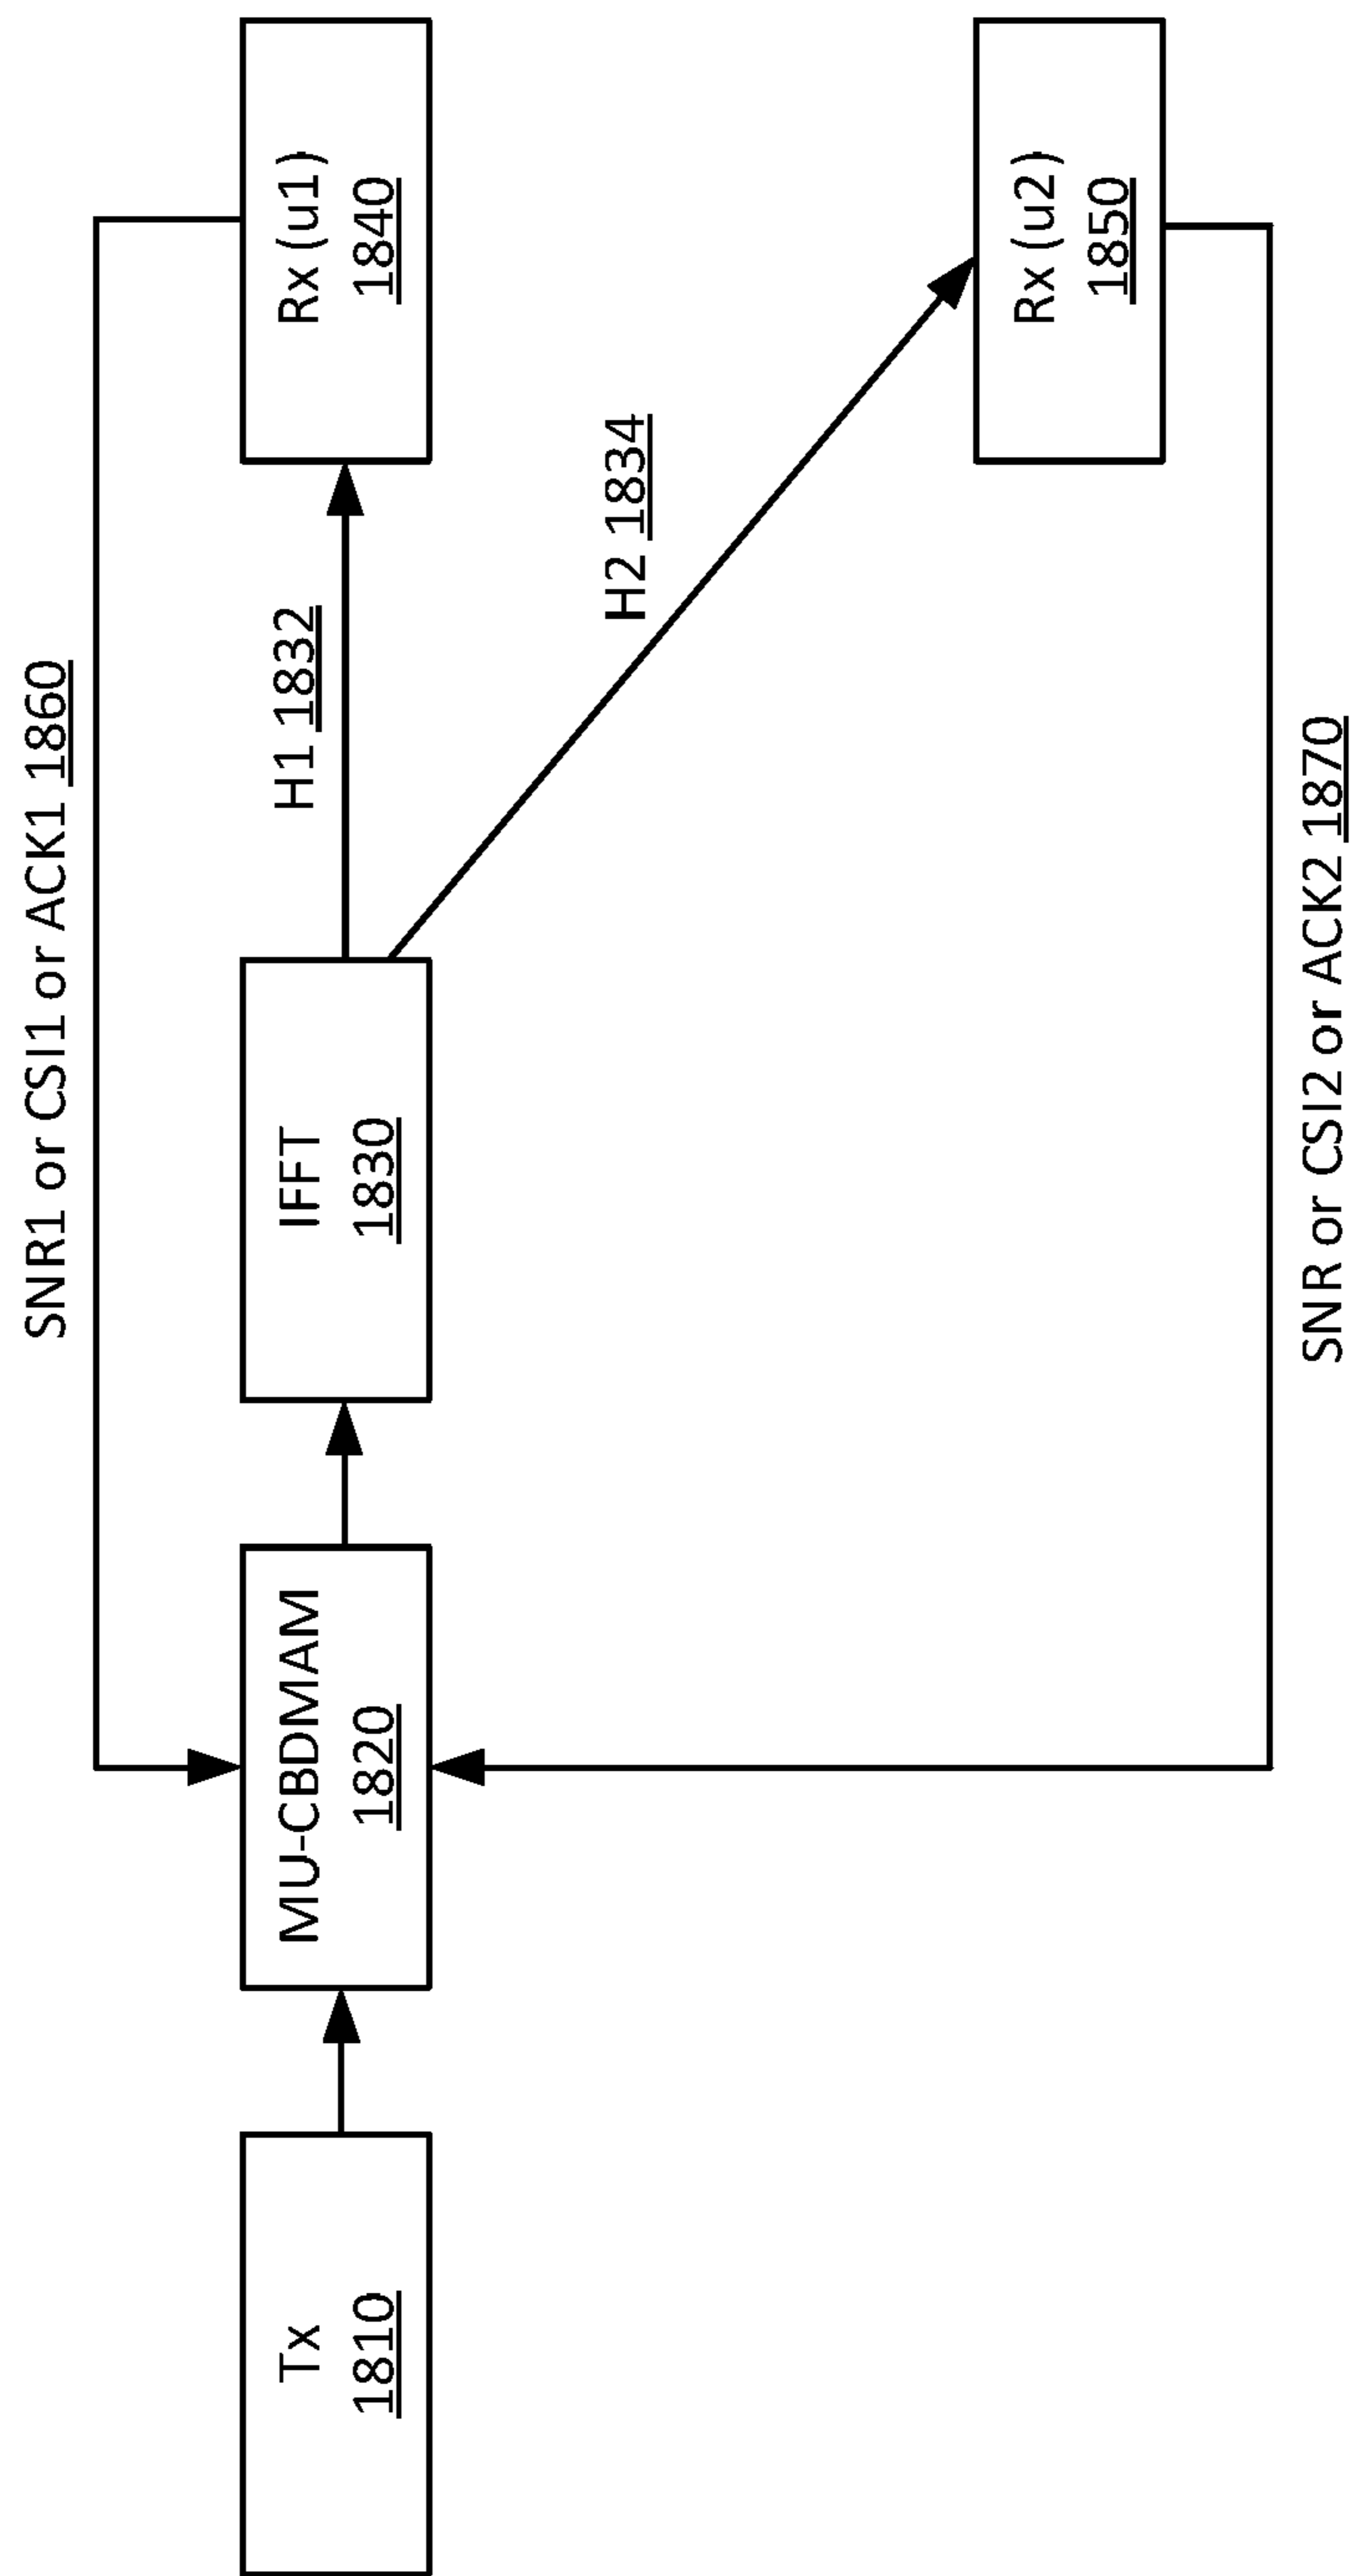 SNR1 or CSI1 or ACK1 1860
Tx
1810
MU-CBDMAM
1820
IFFT
1830
H1 1832
Rx (u1)
1840
H2 1834
Rx (u2)
1850
SNR or CSI2 or ACK2 1870